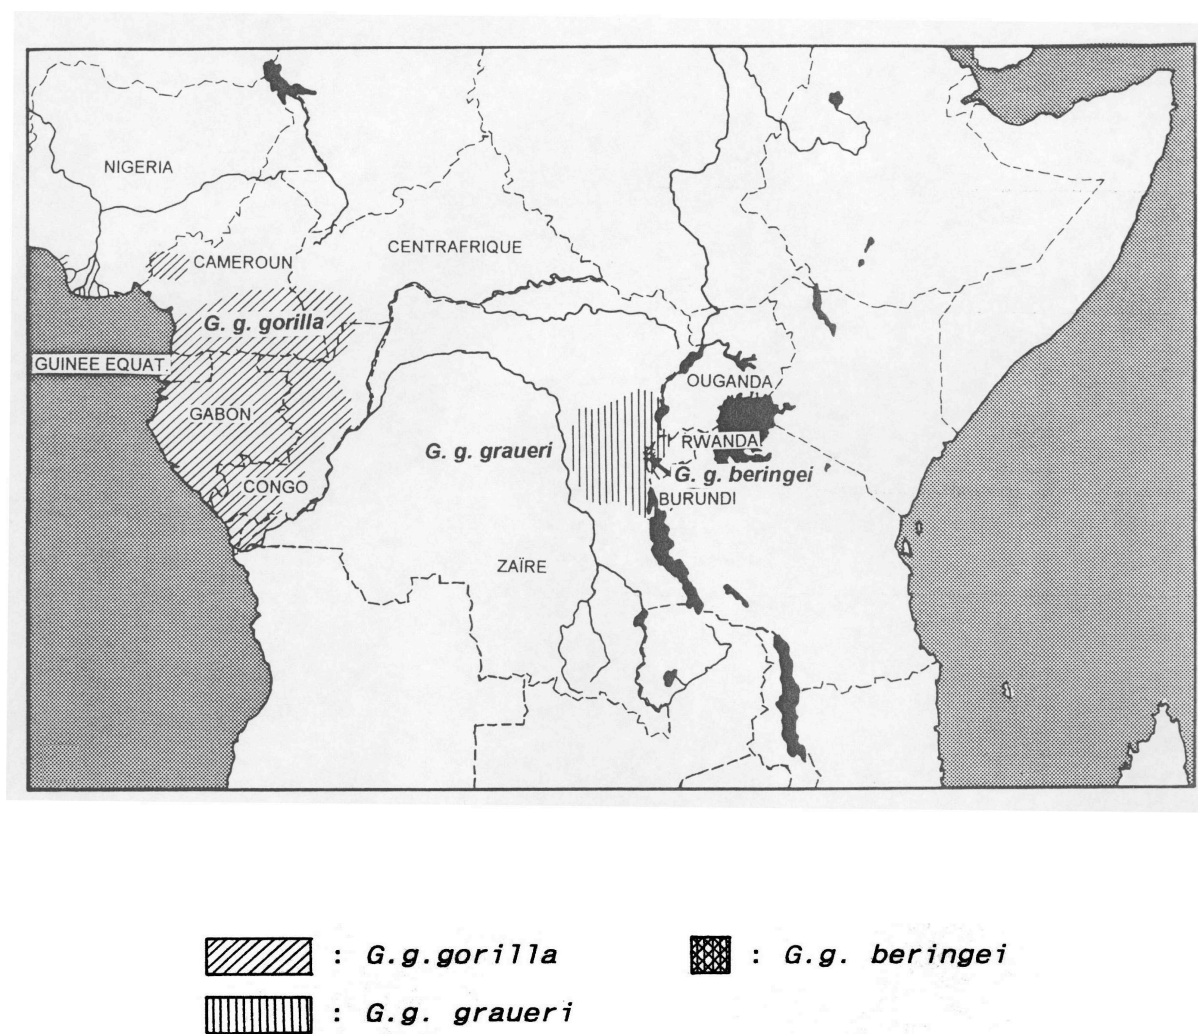 NIGERIA
CENTRAFRIQUE
CAMEROUN
G. g. gorilla
GUINEE EQUAT.
OUGANDA
GABON
RWANDA
G. g. graueri
G. g. beringei
CONGO
BURUNDI
ZAÏRE
: G.g.gorilla
: G.g. beringei
: G.g. graueri